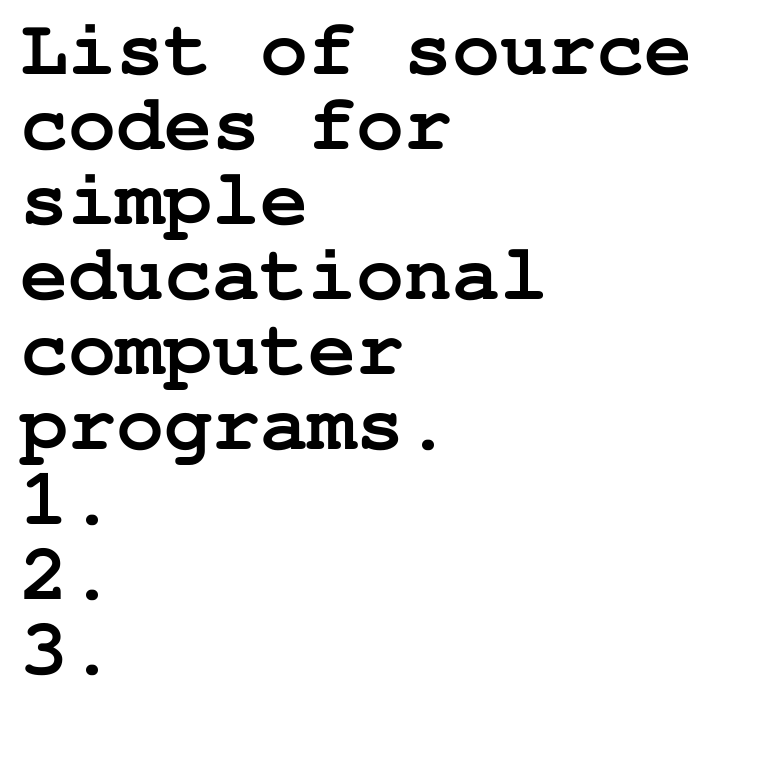 List of source
codes for
simple
educational
computer
programs.
1.
2.
3.